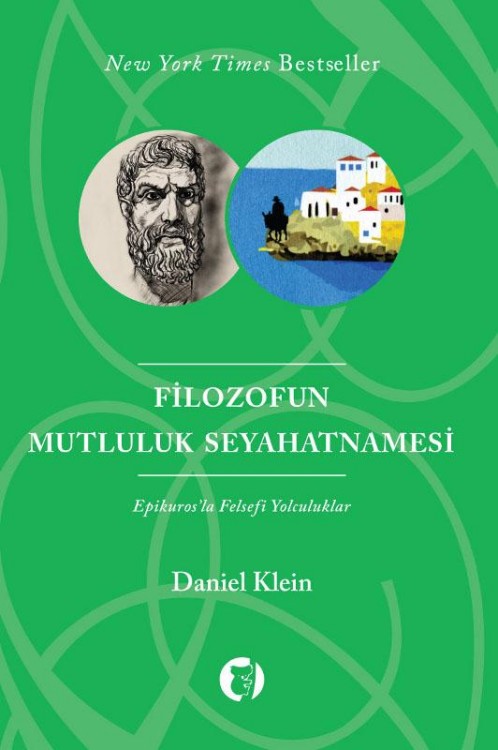 New York Times Bestseller
FİLOZOFUN
MUTLULUK SEYAHATNAMESİ
Epikuros’la Felsefi Yolculuklar
Daniel Klein